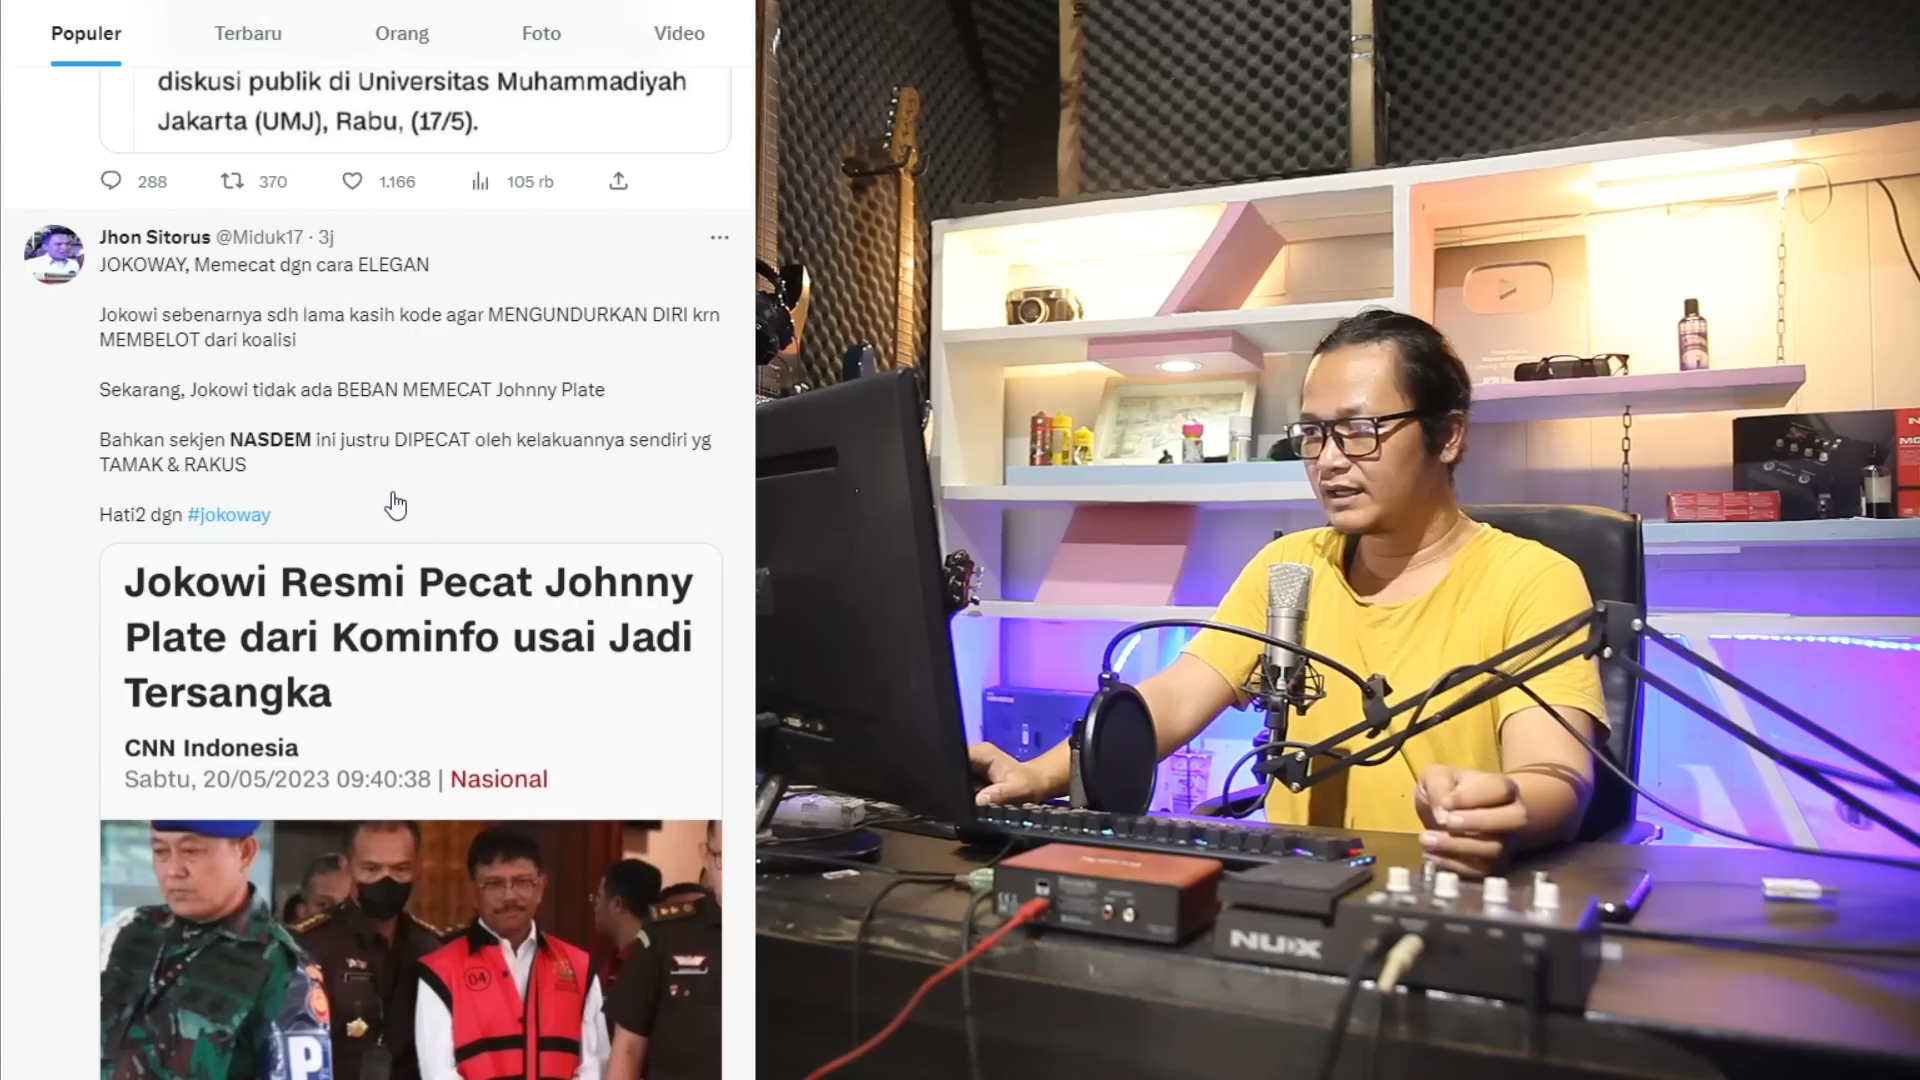 Populer Terbaru Orang Foto Video
diskusi publik di Universitas Muhammadiyah
Jakarta (UMJ), Rabu, (17/5).
288 370 1.166 105 rb
Jhon Sitorus @Miduk17 · 3j
JOKOWAY, Memecat dgn cara ELEGAN
Jokowi sebenarnya sdh lama kasih kode agar MENGUNDURKAN DIRI krn
MEMBELOT dari koalisi
Sekarang, Jokowi tidak ada BEBAN MEMECAT Johnny Plate
Bahkan sekjen NASDEM ini justru DIPECAT oleh kelakuannya sendiri yg
TAMAK & RAKUS
Hati2 dgn #jokoway
Jokowi Resmi Pecat Johnny
Plate dari Kominfo usai Jadi
Tersangka
CNN Indonesia
Sabtu, 20/05/2023 09:40:38 | Nasional
04
P
NUX